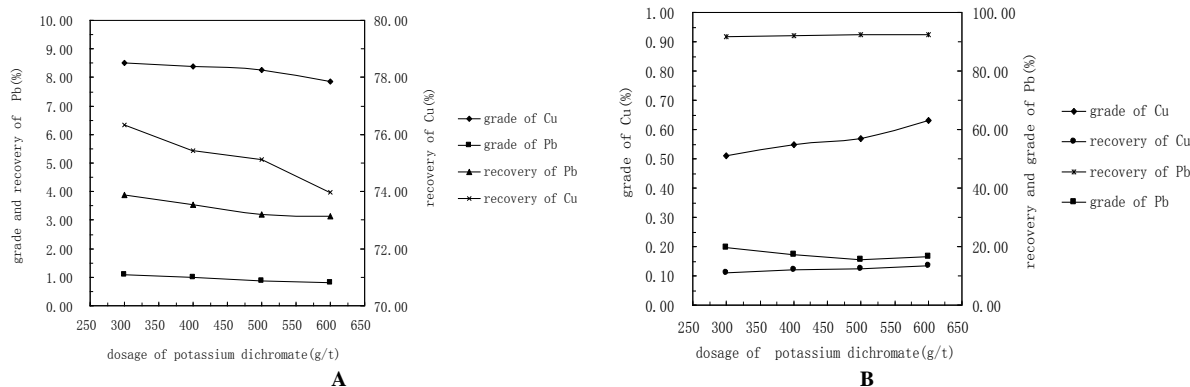 10.00
9.00
8.00
7.00
6.00
5.00
4.00
3.00
2.00
1.00
0.00
grade and recovery of Pb(%)
80.00
78.00
76.00
74.00
72.00
70.00
recovery of Cu(%)
250 300 400 500 600 650
dosage of potassium dichromate(g/t)
grade of Cu
grade of Pb
recovery of Pb
recovery of Cu
A
1.00
0.90
0.80
0.70
0.60
0.50
0.40
0.30
0.20
0.10
0.00
grade of Cu(%)
100.00
80.00
60.00
40.00
20.00
0.00
recovery and grade of Pb(%)
250 300 400 500 600 650
dosage of potassium dichromate(g/t)
grade of Cu
recovery of Cu
recovery of Pb
grade of Pb
B